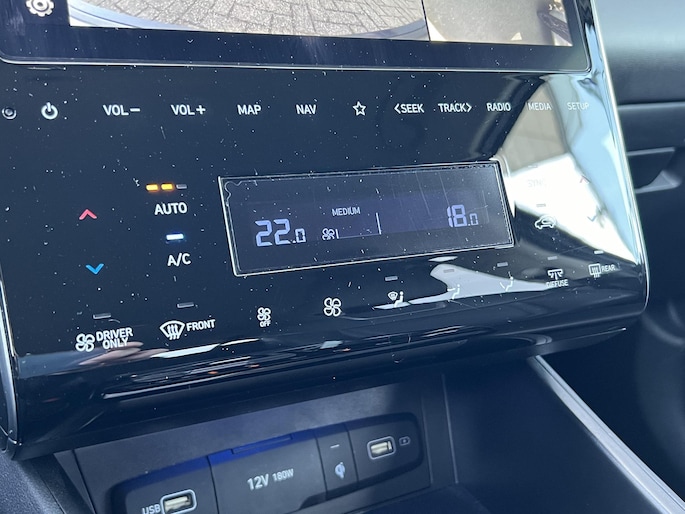 VOL− VOL+ MAP NAV ☆ <SEEK TRACK> RADIO MEDIA SETUP
AUTO
MEDIUM
22.0 18.0
A/C
DRIVER ONLY
FRONT
OFF
DIFFUSE
REAR
USB
12V 180W